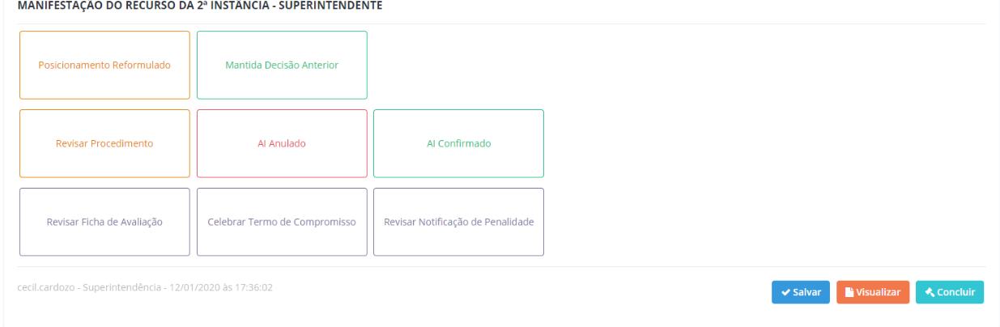 MANIFESTAÇÃO DO RECURSO DA 2ª INSTÂNCIA - SUPERINTENDENTE
Posicionamento Reformulado
Mantida Decisão Anterior
Revisar Procedimento
AI Anulado
AI Confirmado
Revisar Ficha de Avaliação
Celebrar Termo de Compromisso
Revisar Notificação de Penalidade
cecil.cardozo - Superintendência - 12/01/2020 às 17:36:02
Salvar
Visualizar
Concluir